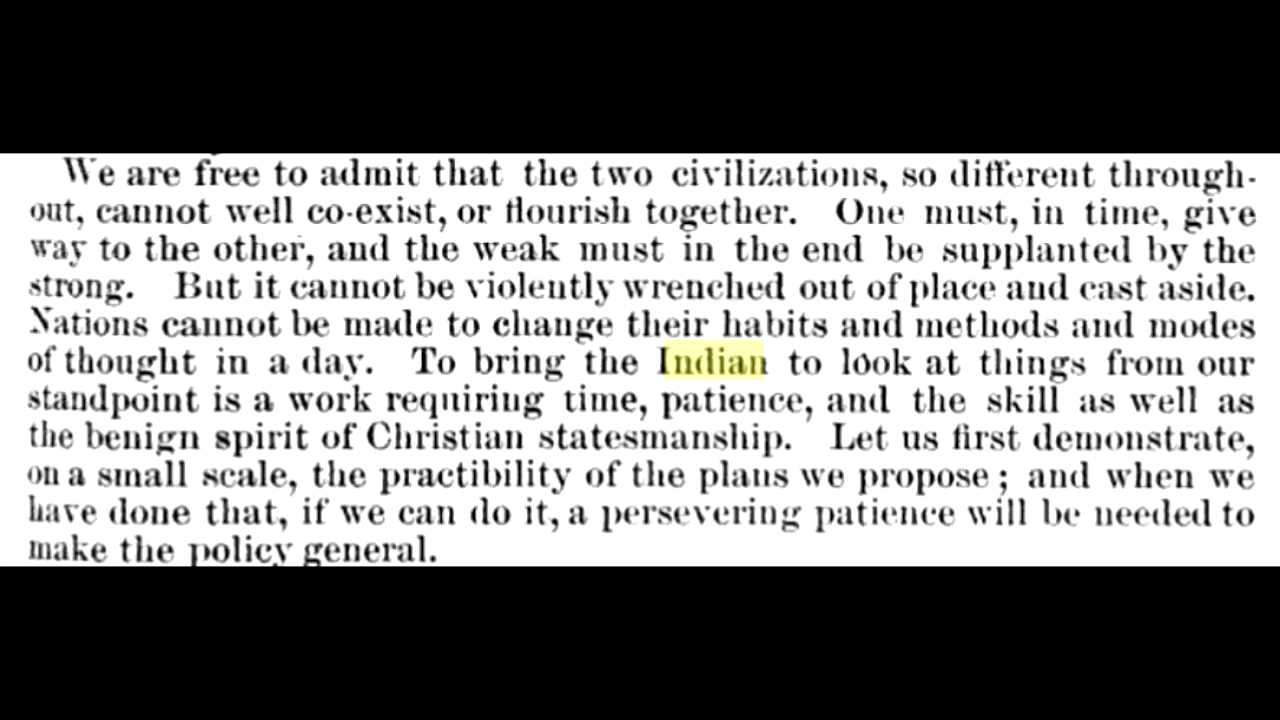 We are free to admit that the two civilizations, so different through-
out, cannot well co-exist, or flourish together. One must, in time, give
way to the other, and the weak must in the end be supplanted by the
strong. But it cannot be violently wrenched out of place and cast aside.
Nations cannot be made to change their habits and methods and modes
of thought in a day. To bring the Indian to look at things from our
standpoint is a work requiring time, patience, and the skill as well as
the benign spirit of Christian statesmanship. Let us first demonstrate,
on a small scale, the practibility of the plans we propose; and when we
have done that, if we can do it, a persevering patience will be needed to
make the policy general.